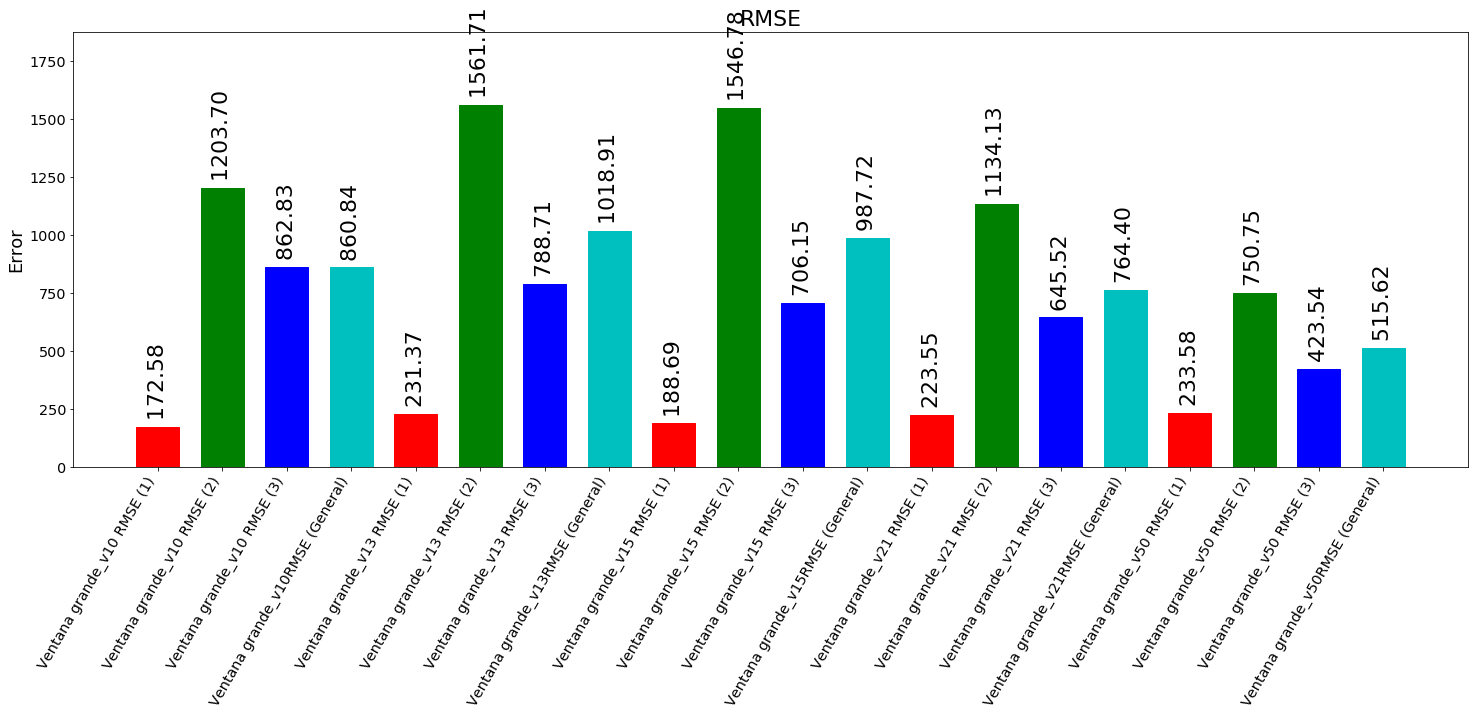 RMSE
Error
1750
1500
1250
1000
750
500
250
0
172.58
1203.70
862.83
860.84
231.37
1561.71
788.71
1018.91
188.69
1546.78
706.15
987.72
223.55
1134.13
645.52
764.40
233.58
750.75
423.54
515.62
Ventana grande_v10 RMSE (1)
Ventana grande_v10 RMSE (2)
Ventana grande_v10 RMSE (3)
Ventana grande_v10RMSE (General)
Ventana grande_v13 RMSE (1)
Ventana grande_v13 RMSE (2)
Ventana grande_v13 RMSE (3)
Ventana grande_v13RMSE (General)
Ventana grande_v15 RMSE (1)
Ventana grande_v15 RMSE (2)
Ventana grande_v15 RMSE (3)
Ventana grande_v15RMSE (General)
Ventana grande_v21 RMSE (1)
Ventana grande_v21 RMSE (2)
Ventana grande_v21 RMSE (3)
Ventana grande_v21RMSE (General)
Ventana grande_v50 RMSE (1)
Ventana grande_v50 RMSE (2)
Ventana grande_v50 RMSE (3)
Ventana grande_v50RMSE (General)